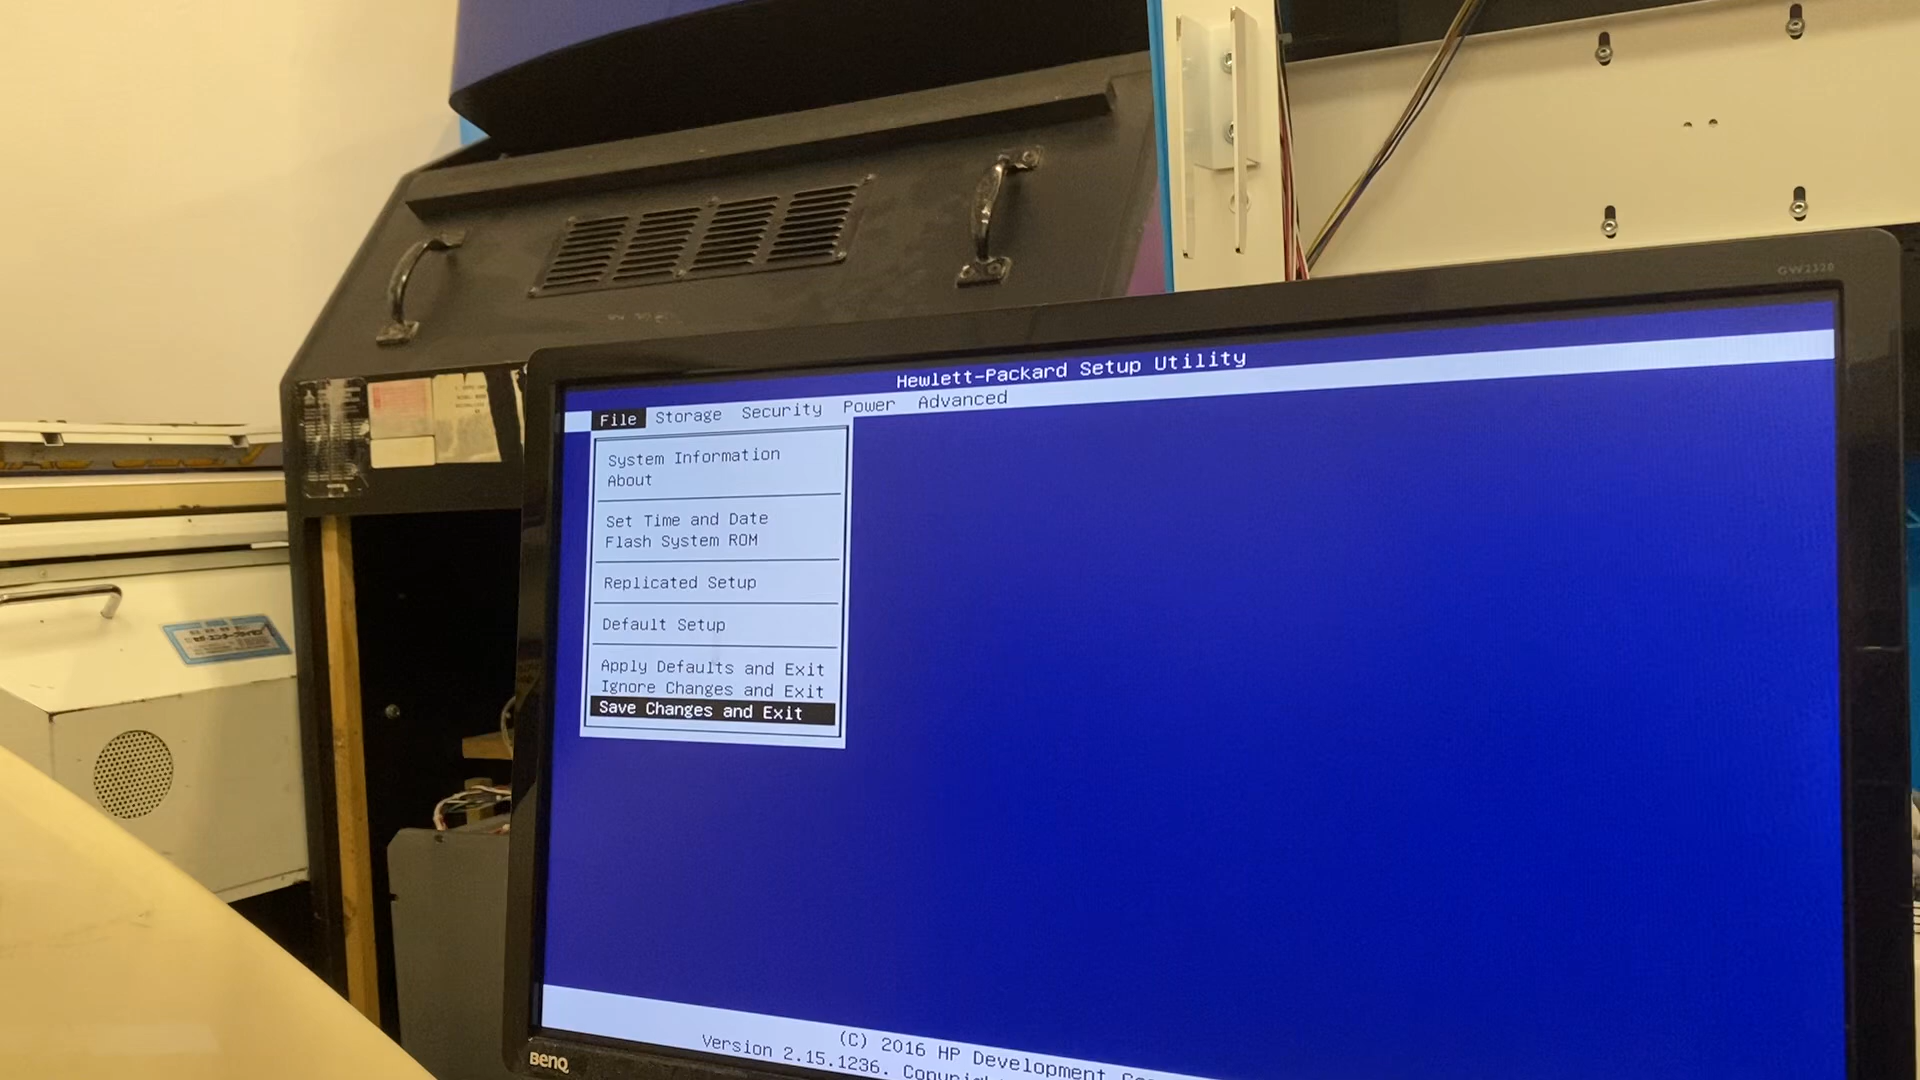 GW2320
Hewlett-Packard Setup Utility
File Storage Security Power Advanced
System Information
About
Set Time and Date
Flash System ROM
Replicated Setup
Default Setup
Apply Defaults and Exit
Ignore Changes and Exit
Save Changes and Exit
(C) 2016 HP Development
Version 2.15.1236.
BenQ